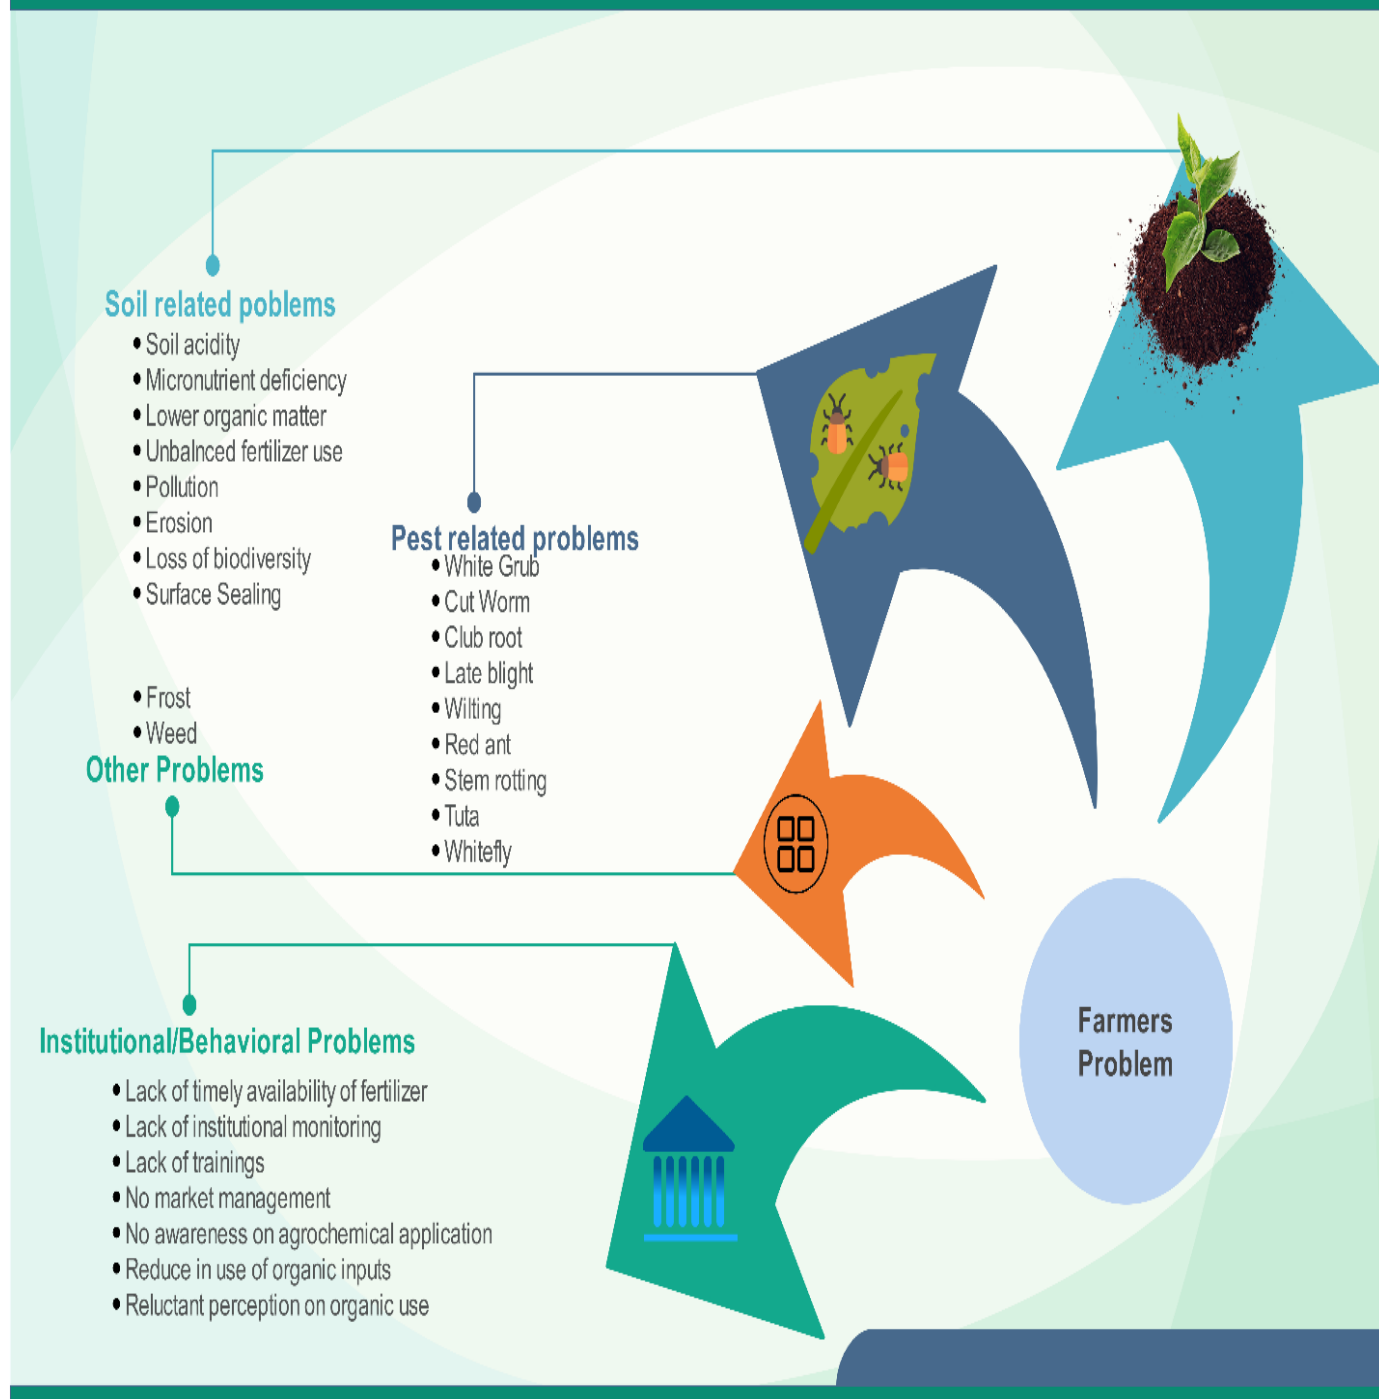 Soil related poblems
• Soil acidity
• Micronutrient deficiency
• Lower organic matter
• Unbalnced fertilizer use
• Pollution
• Erosion
• Loss of biodiversity
• Surface Sealing
Pest related problems
• White Grub
• Cut Worm
• Club root
• Late blight
• Wilting
• Red ant
• Stem rotting
• Tuta
• Whitefly
• Frost
• Weed
Other Problems
Institutional/Behavioral Problems
• Lack of timely availability of fertilizer
• Lack of institutional monitoring
• Lack of trainings
• No market management
• No awareness on agrochemical application
• Reduce in use of organic inputs
• Reluctant perception on organic use
Farmers
Problem